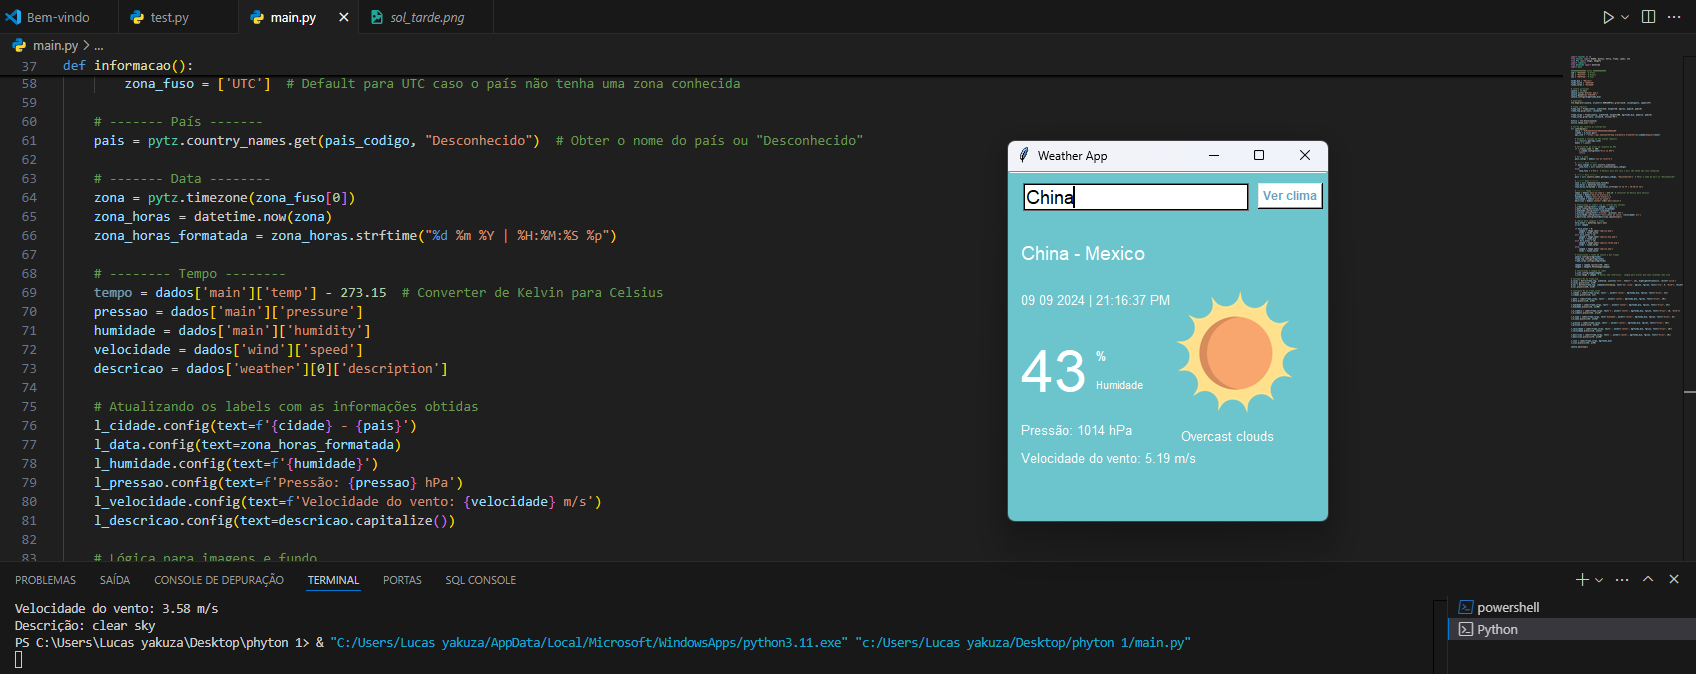 Bem-vindo test.py main.py sol_tarde.png
main.py > ...
37 def informacao():
58 zona_fuso = ['UTC'] # Default para UTC caso o país não tenha uma zona conhecida
59
60 # ------- País -------
61 pais = pytz.country_names.get(pais_codigo, "Desconhecido") # Obter o nome do país ou "Desconhecido"
62
63 # ------- Data --------
64 zona = pytz.timezone(zona_fuso[0])
65 zona_horas = datetime.now(zona)
66 zona_horas_formatada = zona_horas.strftime("%d %m %Y | %H:%M:%S %p")
67
68 # -------- Tempo --------
69 tempo = dados['main']['temp'] - 273.15 # Converter de Kelvin para Celsius
70 pressao = dados['main']['pressure']
71 humidade = dados['main']['humidity']
72 velocidade = dados['wind']['speed']
73 descricao = dados['weather'][0]['description']
74
75 # Atualizando os labels com as informações obtidas
76 l_cidade.config(text=f'{cidade} - {pais}')
77 l_data.config(text=zona_horas_formatada)
78 l_humidade.config(text=f'{humidade}')
79 l_pressao.config(text=f'Pressão: {pressao} hPa')
80 l_velocidade.config(text=f'Velocidade do vento: {velocidade} m/s')
81 l_descricao.config(text=descricao.capitalize())
82
83 # Lógica para imagens e fundo
Weather App
China Ver clima
China - Mexico
09 09 2024 | 21:16:37 PM
43 %
Humidade
Pressão: 1014 hPa
Overcast clouds
Velocidade do vento: 5.19 m/s
PROBLEMAS SAÍDA CONSOLE DE DEPURAÇÃO TERMINAL PORTAS SQL CONSOLE
Velocidade do vento: 3.58 m/s
Descrição: clear sky
PS C:\Users\Lucas yakuza\Desktop\phyton 1> & "C:/Users/Lucas yakuza/AppData/Local/Microsoft/WindowsApps/python3.11.exe" "c:/Users/Lucas yakuza/Desktop/phyton 1/main.py"
powershell
Python